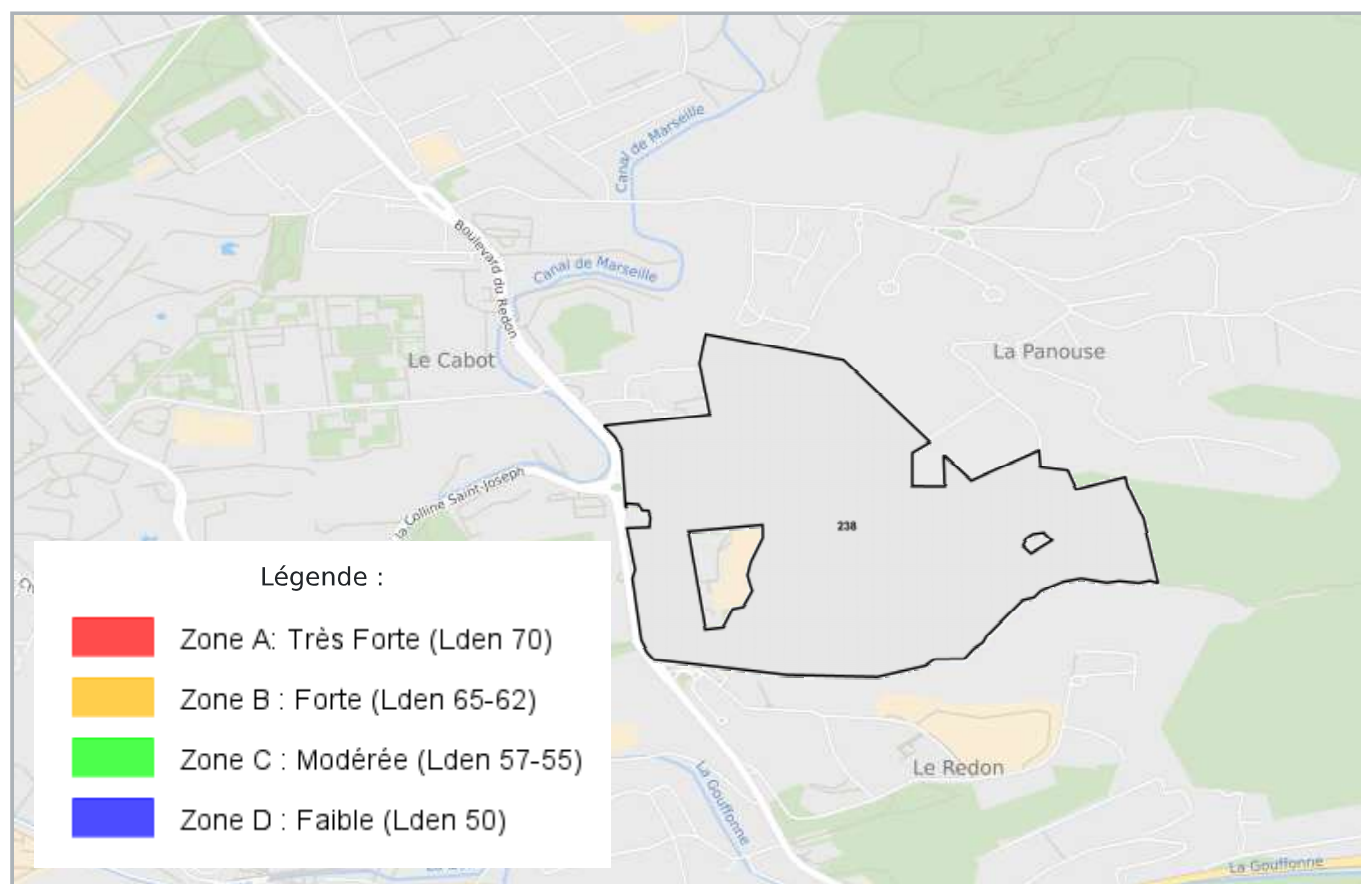 Canal de Marseille
Boulevard du Redon
Canal de Marseille
Le Cabot
La Panouse
la Colline Saint-Joseph
238
Légende :
Zone A: Très Forte (Lden 70)
Zone B : Forte (Lden 65-62)
Zone C : Modérée (Lden 57-55)
Zone D : Faible (Lden 50)
La Gouffonne
Le Redon
La Gouffonne